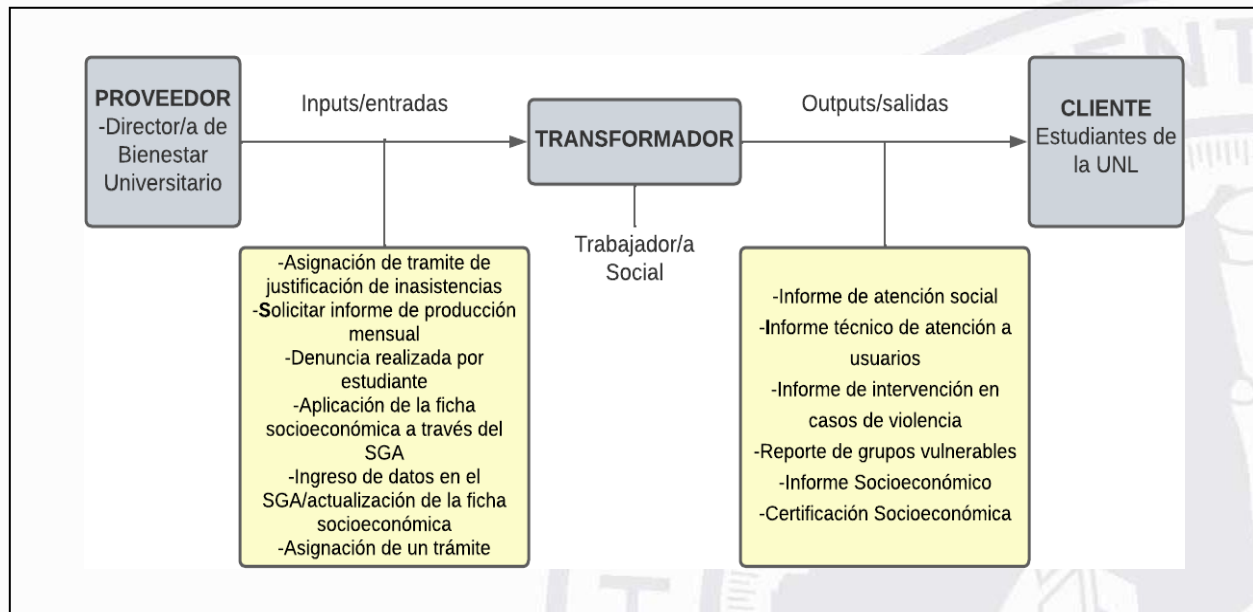 PROVEEDOR
-Director/a de
Bienestar
Universitario
Inputs/entradas
TRANSFORMADOR
Outputs/salidas
CLIENTE
Estudiantes de
la UNL
Trabajador/a
Social
-Asignación de tramite de
justificación de inasistencias
-Solicitar informe de producción
mensual
-Denuncia realizada por
estudiante
-Aplicación de la ficha
socioeconómica a través del
SGA
-Ingreso de datos en el
SGA/actualización de la ficha
socioeconómica
-Asignación de un trámite
-Informe de atención social
-Informe técnico de atención a
usuarios
-Informe de intervención en
casos de violencia
-Reporte de grupos vulnerables
-Informe Socioeconómico
-Certificación Socioeconómica